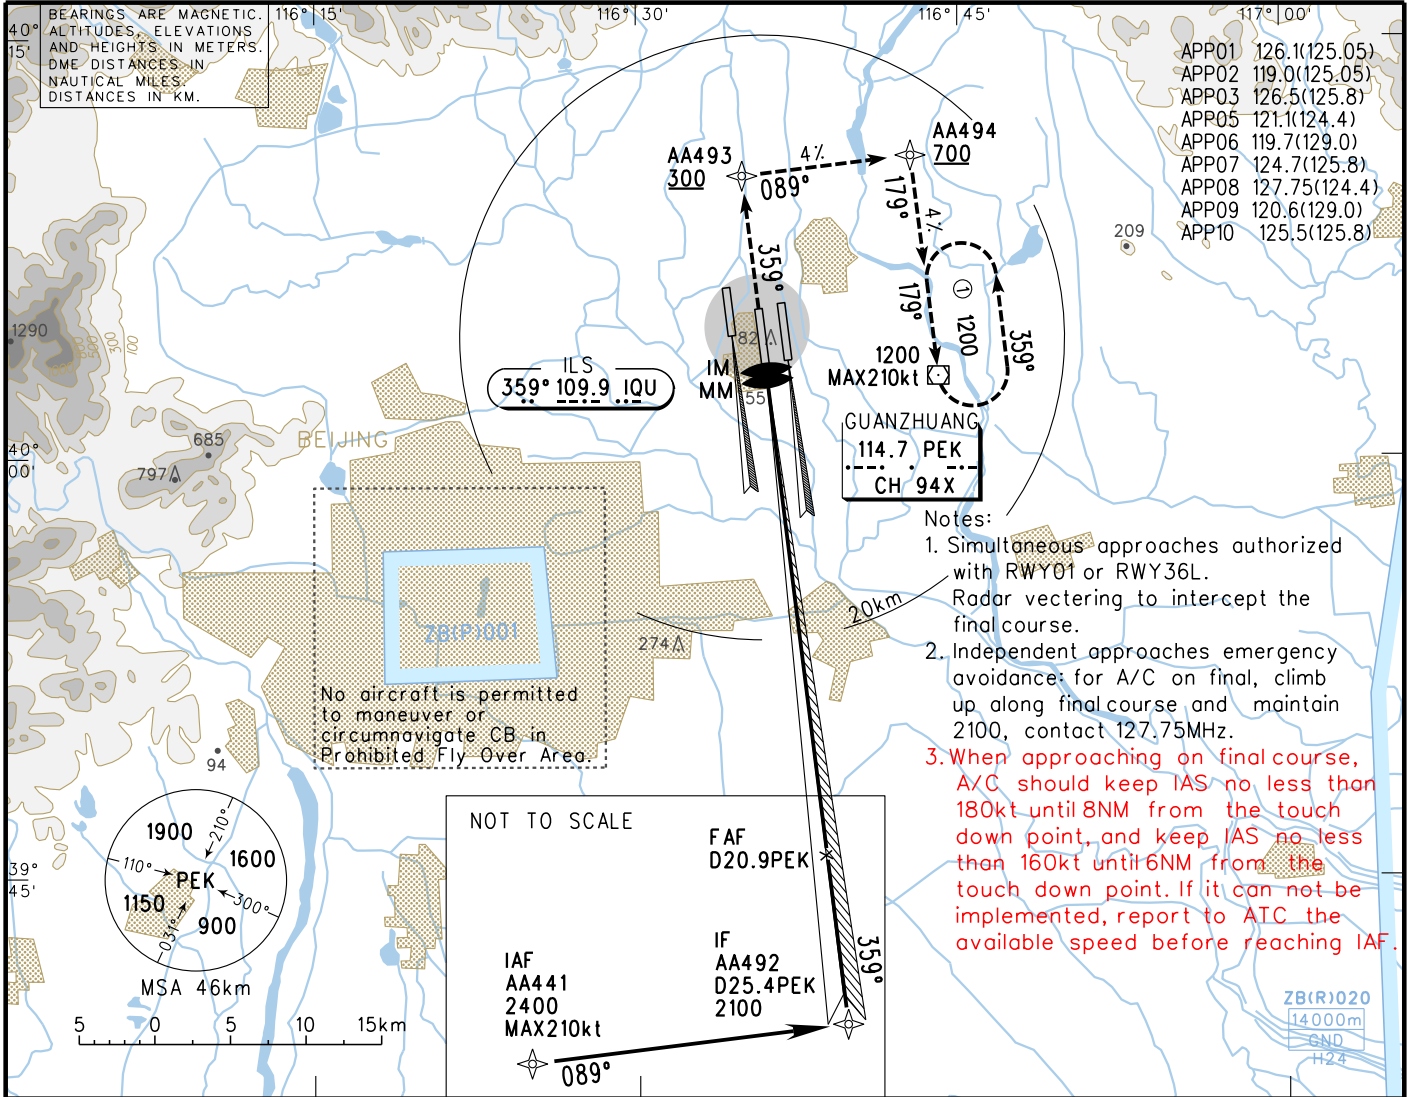 BEARINGS ARE MAGNETIC.
ALTITUDES, ELEVATIONS
AND HEIGHTS IN METERS.
DME DISTANCES IN
NAUTICAL MILES.
DISTANCES IN KM.
116° 15'
116° 30'
116° 45'
117° 00'
40°
15'
APP01 126.1(125.05)
APP02 119.0(125.05)
APP03 126.5(125.8)
APP05 121.1(124.4)
APP06 119.7(129.0)
APP07 124.7(125.8)
APP08 127.75(124.4)
APP09 120.6(129.0)
APP10 125.5(125.8)
AA493
300
4%
089°
AA494
700
179°
4%
209
359°
179°
1
1200
359°
1290
600
500
300
100
82
IM
MM
55
ILS
359° 109.9 IQU
1200
MAX210kt
GUANZHUANG
114.7 PEK
CH 94X
BEIJING
685
797
40°
00'
Notes:
1. Simultaneous approaches authorized
with RWY01 or RWY36L.
Radar vectering to intercept the
final course.
2. Independent approaches emergency
avoidance: for A/C on final, climb
up along final course and maintain
2100, contact 127.75MHz.
3. When approaching on final course,
A/C should keep IAS no less than
180kt until 8NM from the touch
down point, and keep IAS no less
than 160kt until 6NM from the
touch down point. If it can not be
implemented, report to ATC the
available speed before reaching IAF.
20km
ZB(P)001
274
No aircraft is permitted
to maneuver or
circumnavigate CB in
Prohibited Fly Over Area.
94
39°
45'
1900
210°
1600
110°
PEK
1150
300°
031°
900
MSA 46km
5 0 5 10 15km
NOT TO SCALE
FAF
D20.9PEK
IF
AA492
D25.4PEK
2100
359°
IAF
AA441
2400
MAX210kt
089°
ZB(R)020
14000m
GND
H24